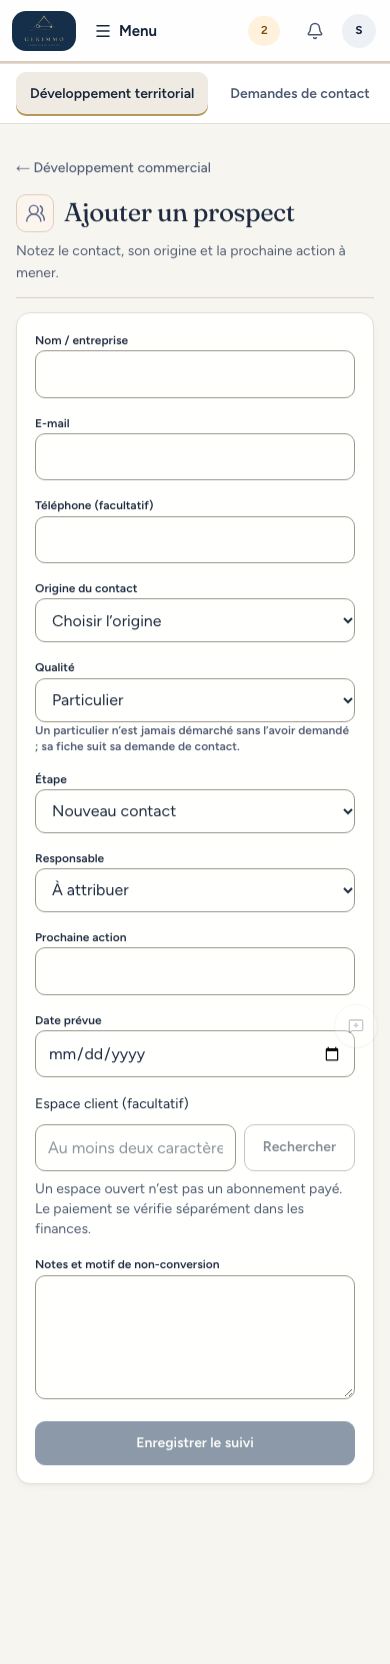 GERIMMO
Menu
2
S
Développement territorial
Demandes de contact
← Développement commercial
Ajouter un prospect
Notez le contact, son origine et la prochaine action à
mener.
Nom / entreprise
E-mail
Téléphone (facultatif)
Origine du contact
Choisir l’origine
Qualité
Particulier
Un particulier n’est jamais démarché sans l’avoir demandé
; sa fiche suit sa demande de contact.
Étape
Nouveau contact
Responsable
À attribuer
Prochaine action
Date prévue
mm/dd/yyyy
Espace client (facultatif)
Au moins deux caractère
Rechercher
Un espace ouvert n’est pas un abonnement payé.
Le paiement se vérifie séparément dans les
finances.
Notes et motif de non-conversion
Enregistrer le suivi